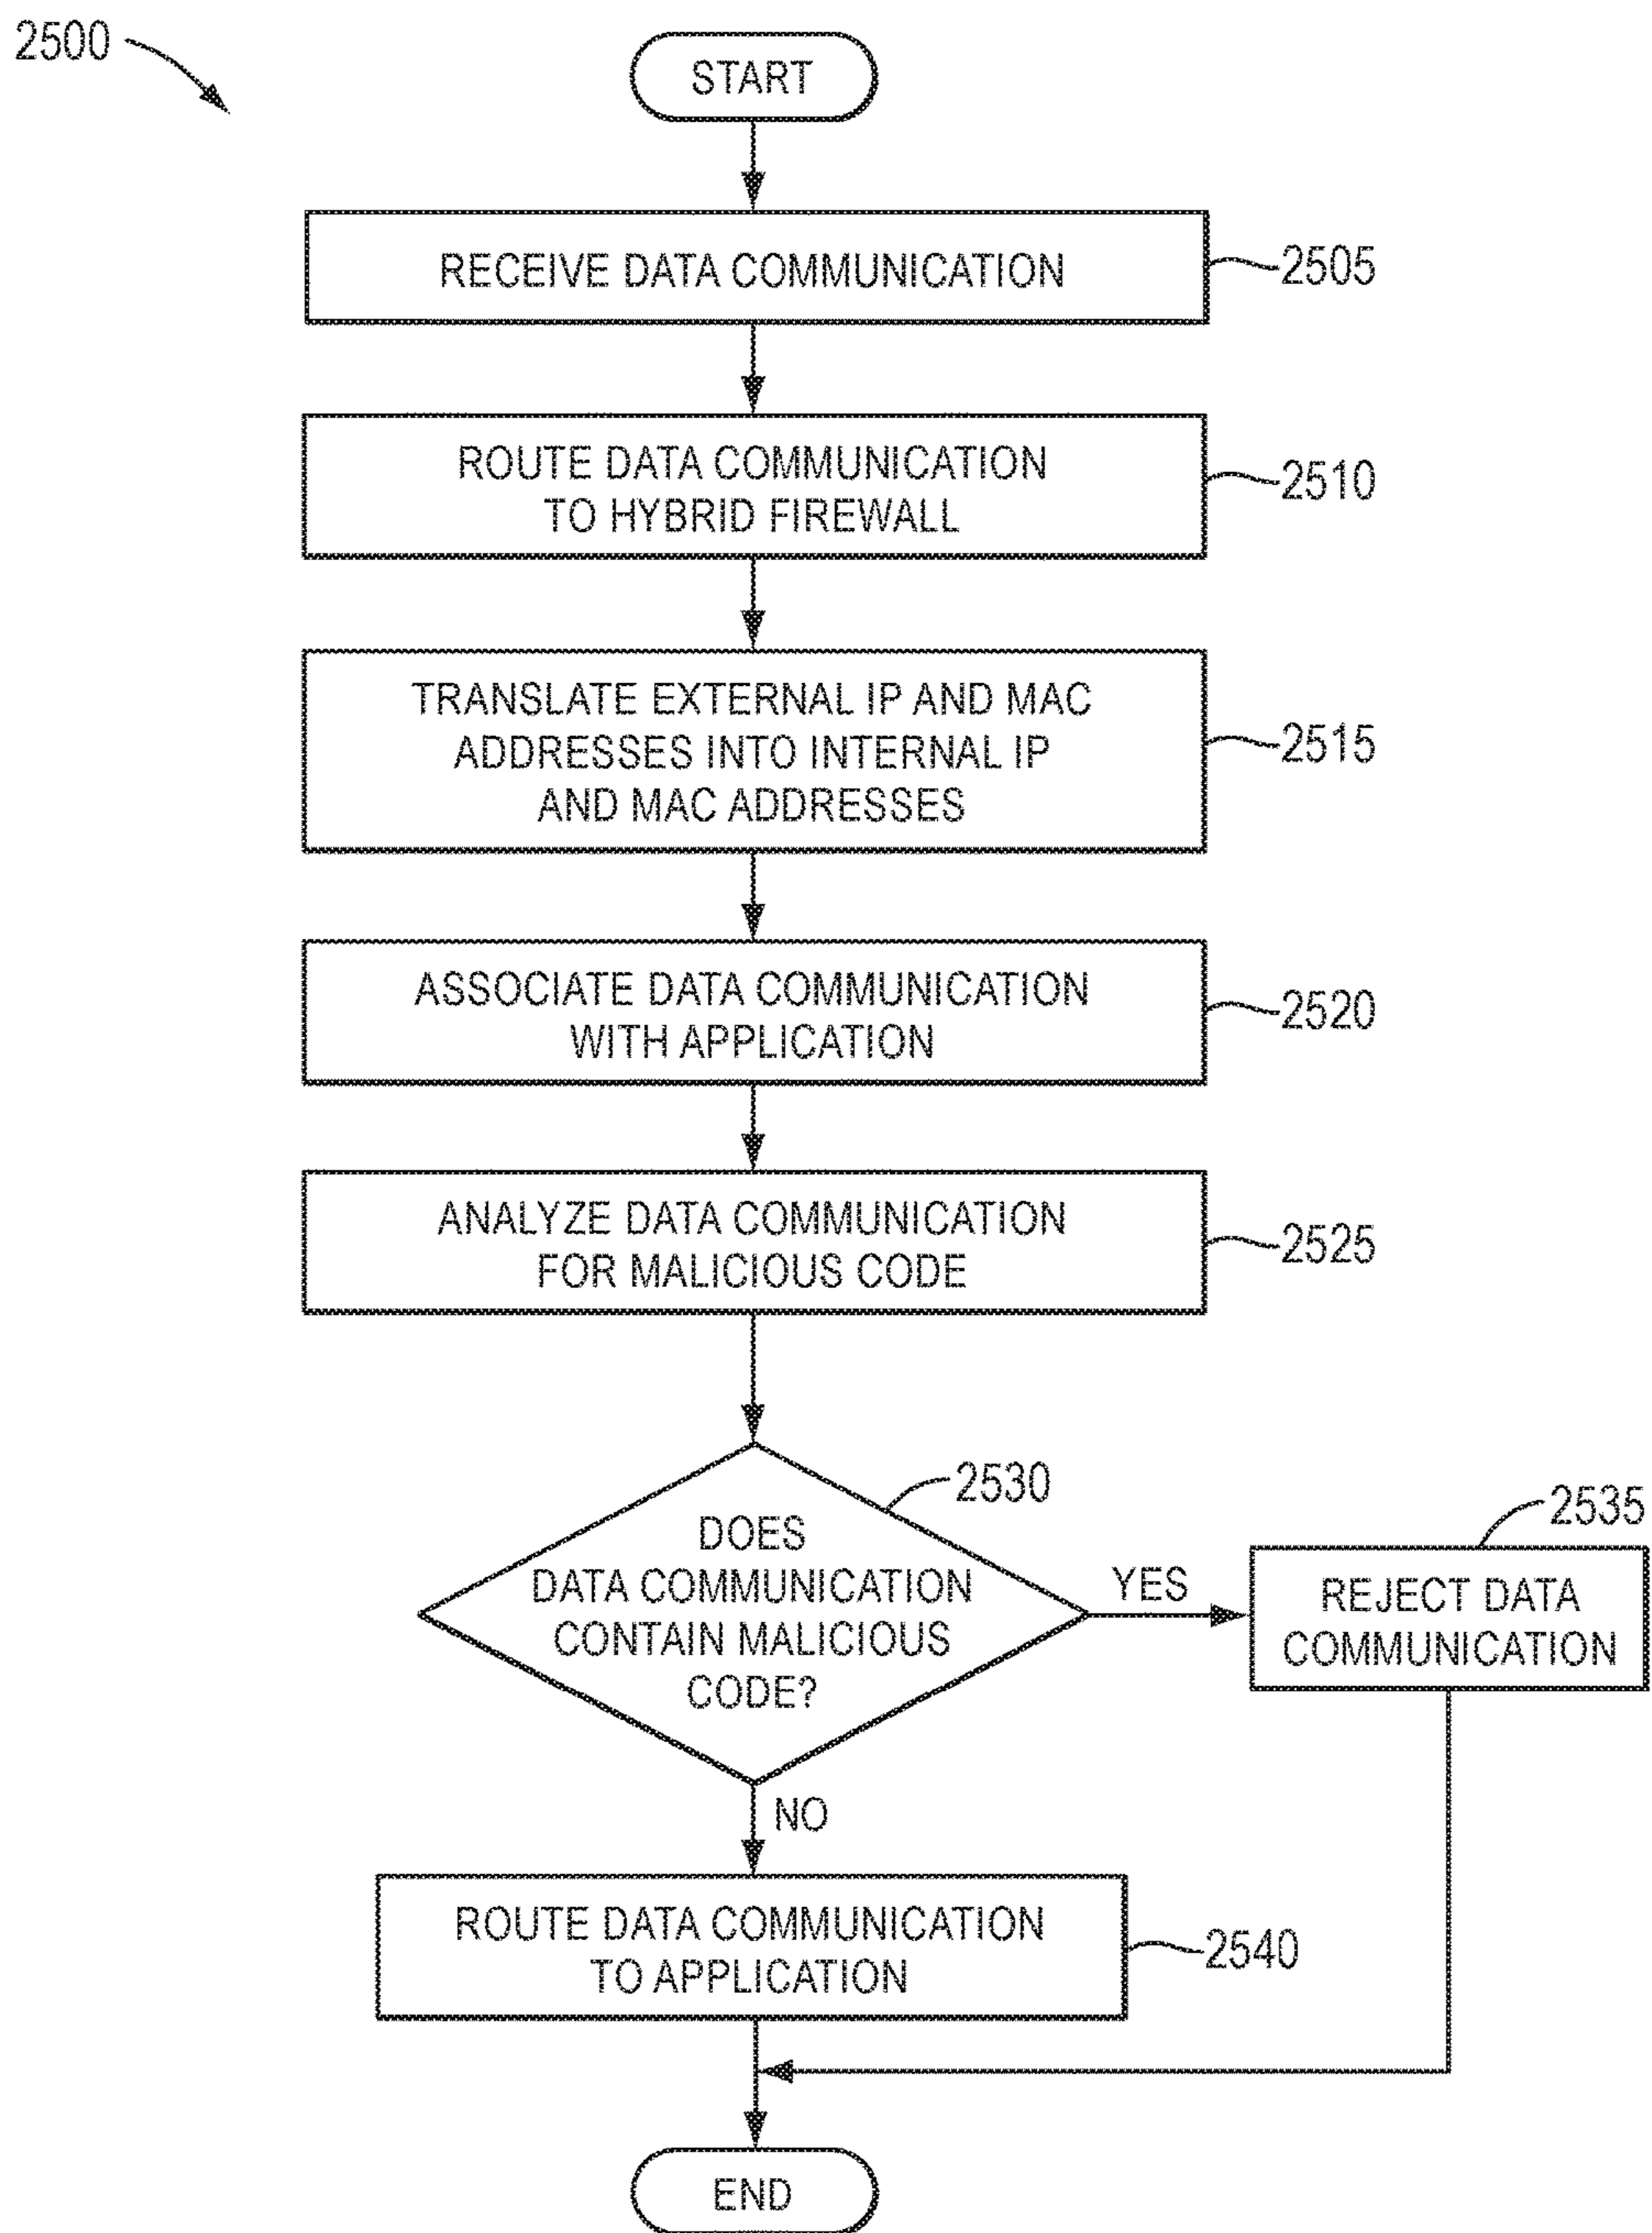 2500
START
RECEIVE DATA COMMUNICATION
2505
ROUTE DATA COMMUNICATION
TO HYBRID FIREWALL
2510
TRANSLATE EXTERNAL IP AND MAC
ADDRESSES INTO INTERNAL IP
AND MAC ADDRESSES
2515
ASSOCIATE DATA COMMUNICATION
WITH APPLICATION
2520
ANALYZE DATA COMMUNICATION
FOR MALICIOUS CODE
2525
2530
DOES
DATA COMMUNICATION
CONTAIN MALICIOUS
CODE?
YES
2535
REJECT DATA
COMMUNICATION
NO
ROUTE DATA COMMUNICATION
TO APPLICATION
2540
END